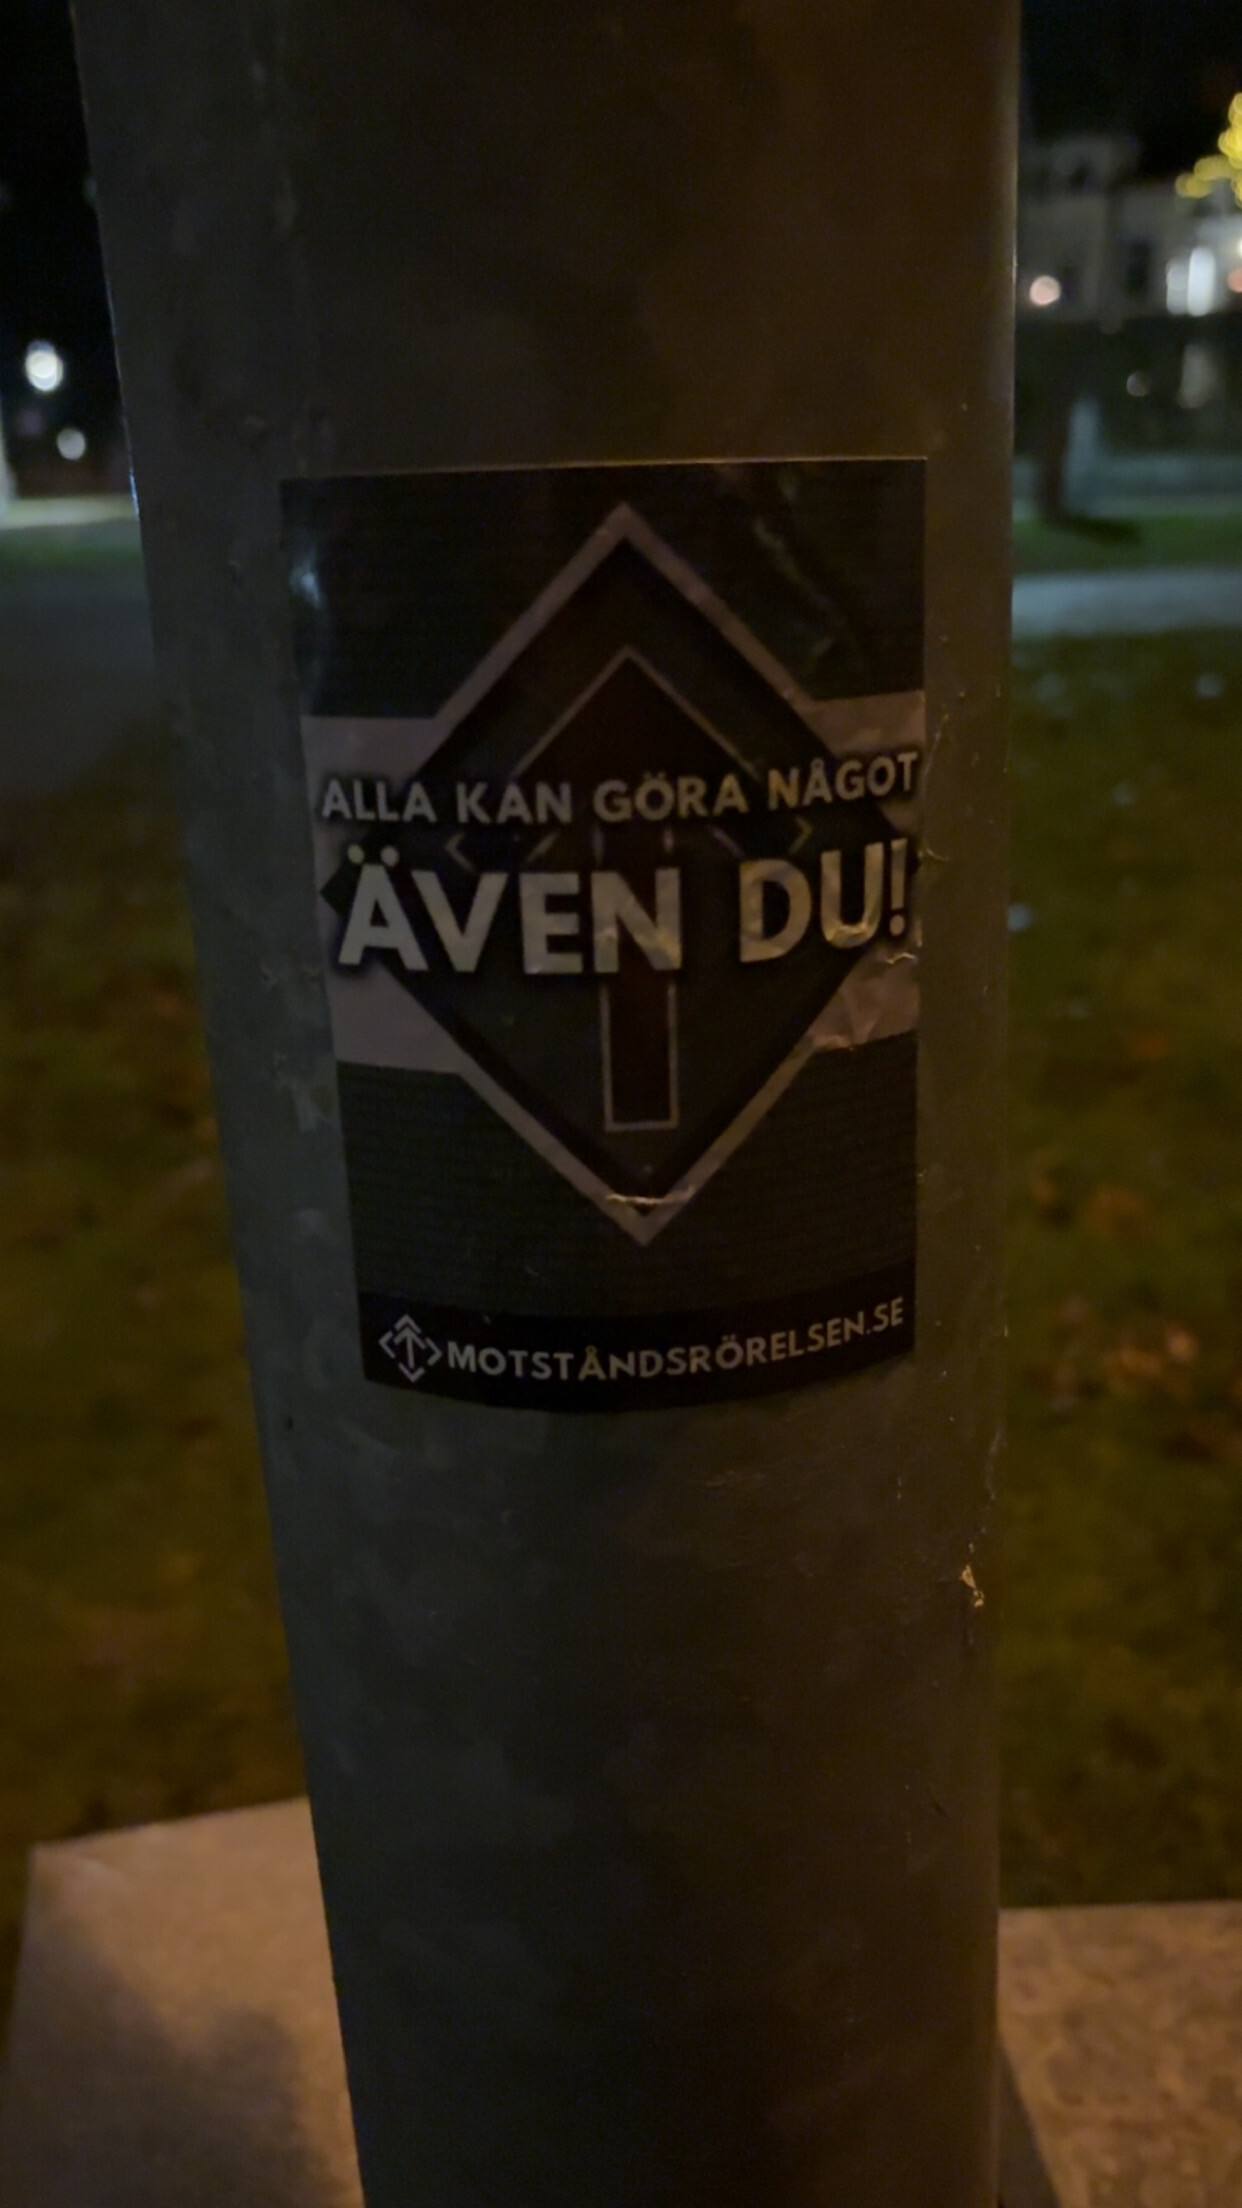 ALLA KAN GÖRA NÅGOT
ÄVEN DU!
MOTSTÅNDSRÖRELSEN.SE